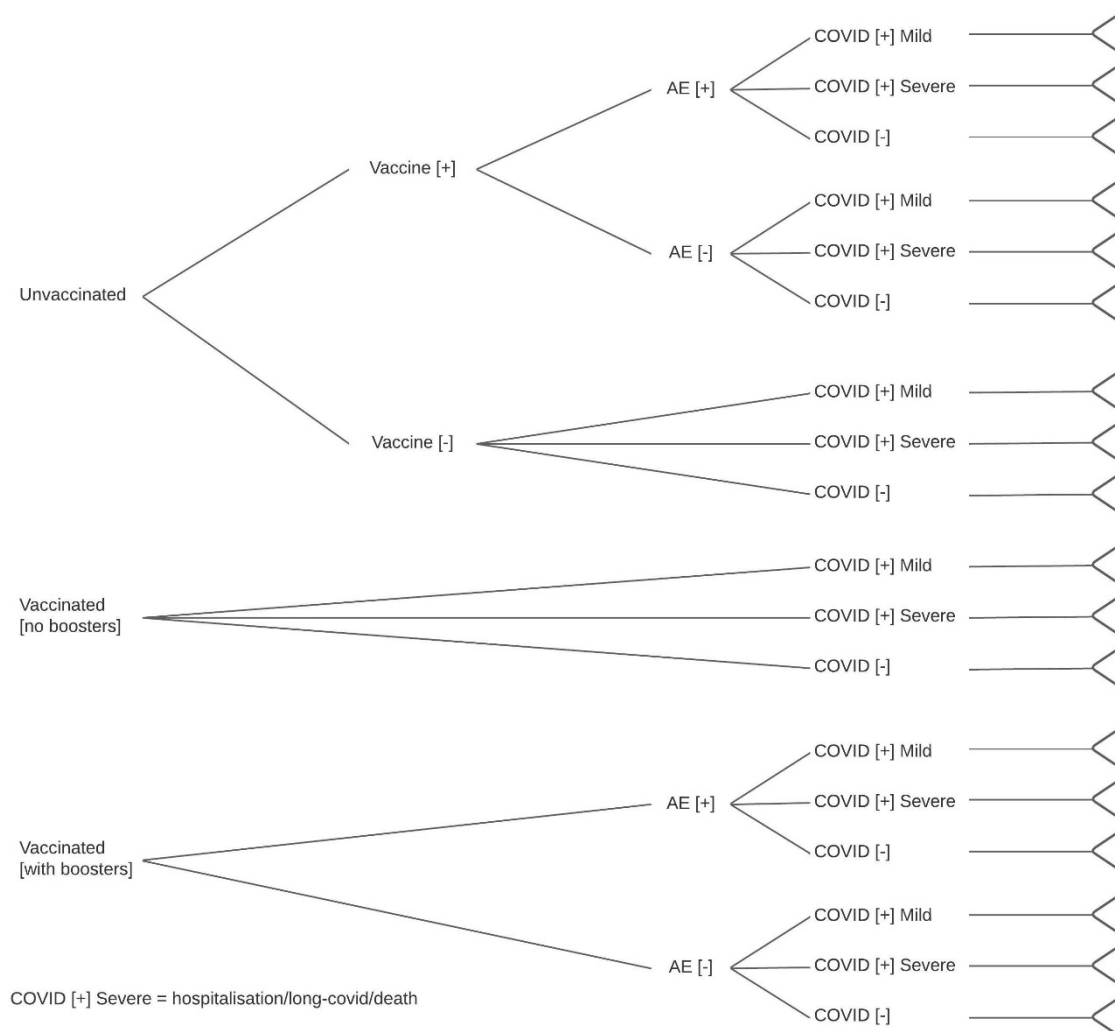 COVID [+] Mild
AE [+]
COVID [+] Severe
COVID [-]
Vaccine [+]
COVID [+] Mild
AE [-]
COVID [+] Severe
COVID [-]
Unvaccinated
COVID [+] Mild
Vaccine [-]
COVID [+] Severe
COVID [-]
COVID [+] Mild
Vaccinated
[no boosters]
COVID [+] Severe
COVID [-]
COVID [+] Mild
AE [+]
COVID [+] Severe
COVID [-]
Vaccinated
[with boosters]
COVID [+] Mild
AE [-]
COVID [+] Severe
COVID [-]
COVID [+] Severe = hospitalisation/long-covid/death